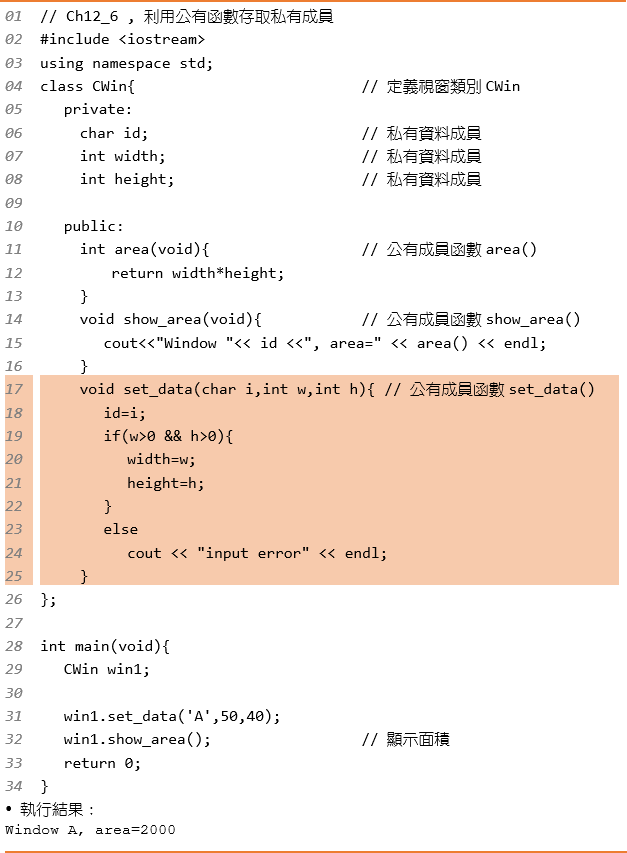 01 // Ch12_6 , 利用公有函數存取私有成員
02 #include <iostream>
03 using namespace std;
04 class CWin{ // 定義視窗類別 CWin
05 private:
06 char id; // 私有資料成員
07 int width; // 私有資料成員
08 int height; // 私有資料成員
09
10 public:
11 int area(void){ // 公有成員函數 area()
12 return width*height;
13 }
14 void show_area(void){ // 公有成員函數 show_area()
15 cout<<"Window "<< id <<", area=" << area() << endl;
16 }
17 void set_data(char i,int w,int h){ // 公有成員函數 set_data()
18 id=i;
19 if(w>0 && h>0){
20 width=w;
21 height=h;
22 }
23 else
24 cout << "input error" << endl;
25 }
26 };
27
28 int main(void){
29 CWin win1;
30
31 win1.set_data('A',50,40);
32 win1.show_area(); // 顯示面積
33 return 0;
34 }
• 執行結果：
Window A, area=2000